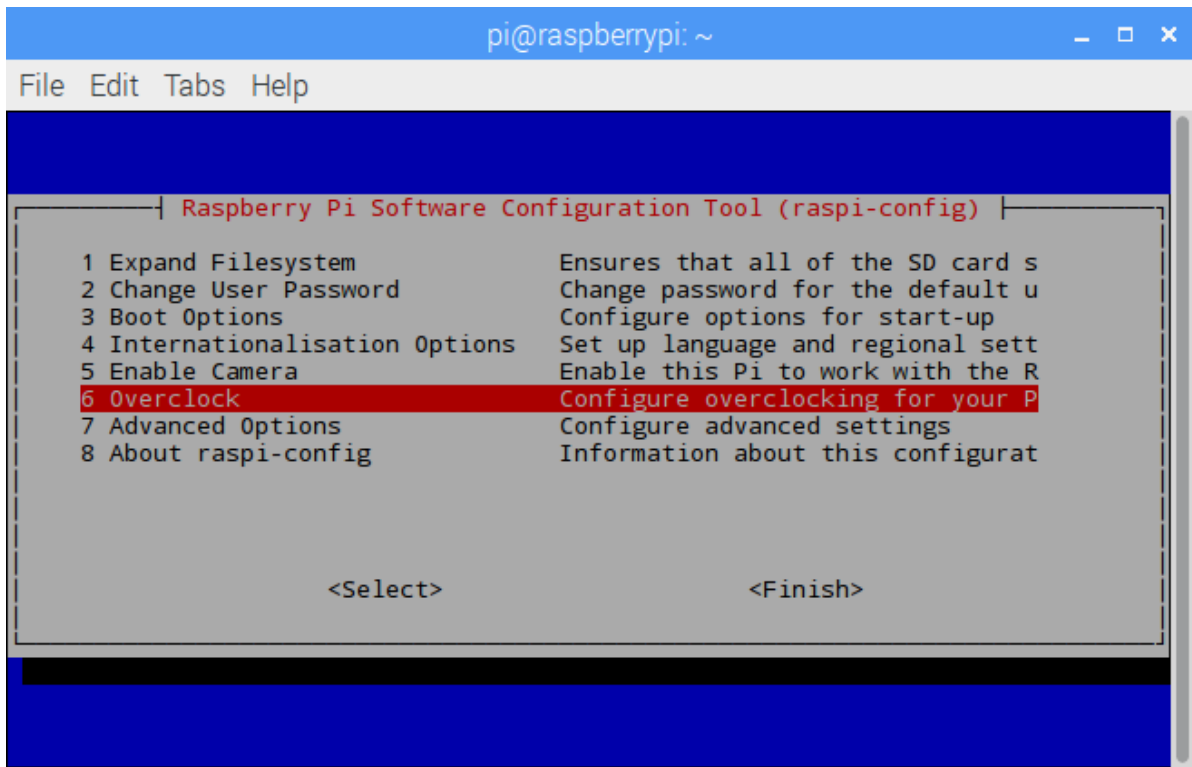 pi@raspberrypi: ~
File Edit Tabs Help
Raspberry Pi Software Configuration Tool (raspi-config)
1 Expand Filesystem Ensures that all of the SD card s
2 Change User Password Change password for the default u
3 Boot Options Configure options for start-up
4 Internationalisation Options Set up language and regional sett
5 Enable Camera Enable this Pi to work with the R
6 Overclock Configure overclocking for your P
7 Advanced Options Configure advanced settings
8 About raspi-config Information about this configurat
<Select> <Finish>